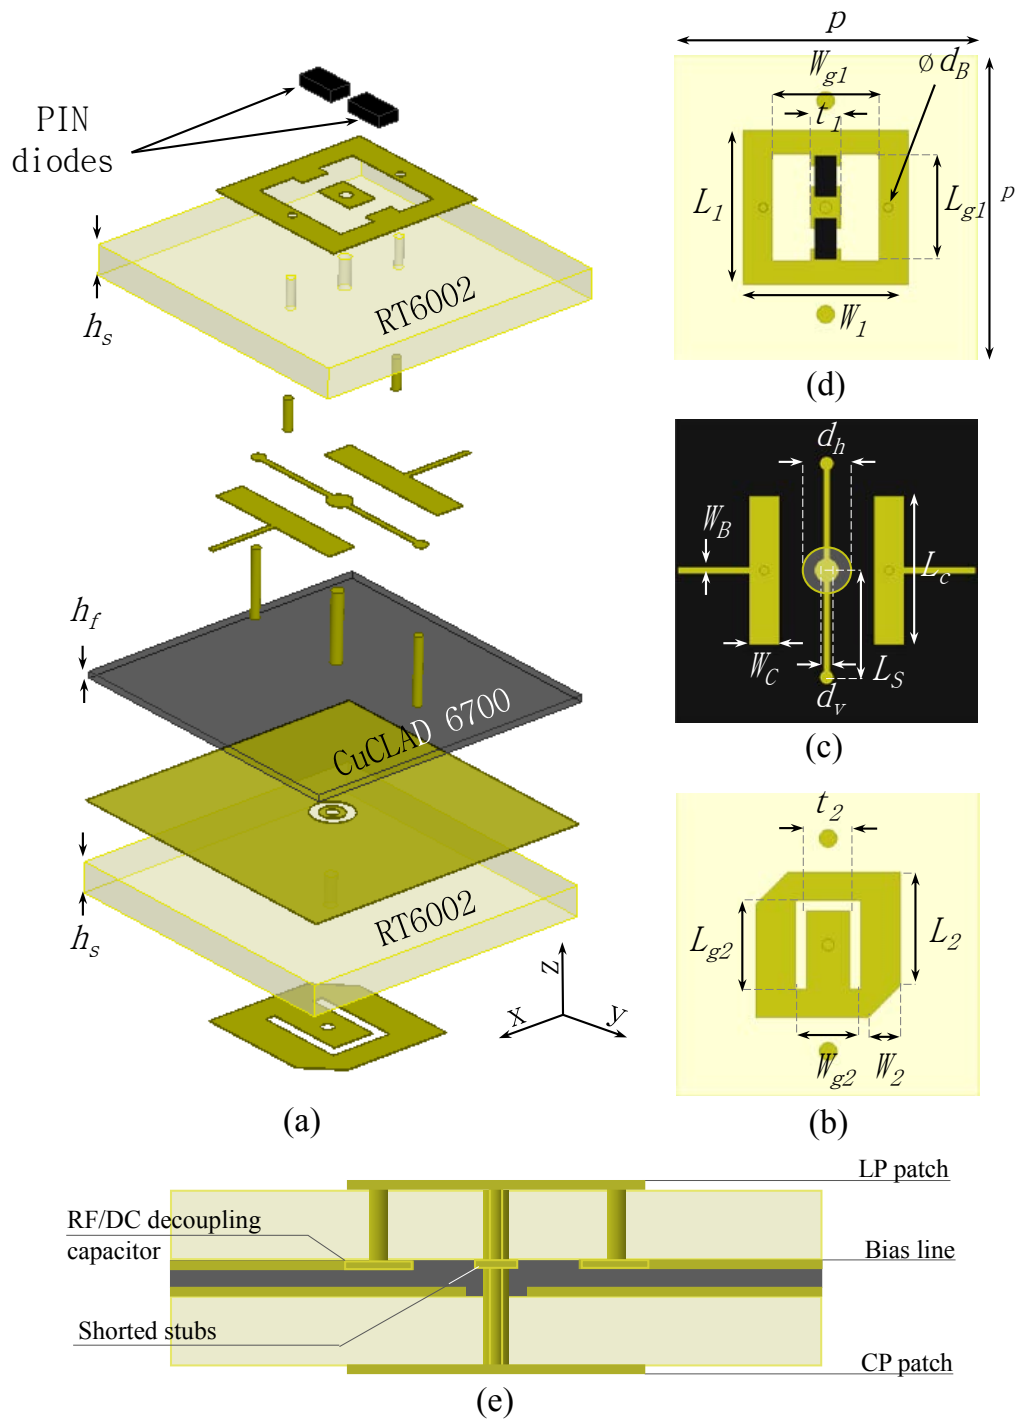 PIN
diodes
h_s
RT6002
h_f
CuCLAD 6700
h_s
RT6002
z
x
y
(a)
p
W_g1
ød_B
t_1
L_1
L_g1
p
W_1
(d)
d_h
W_B
L_c
W_C
L_S
d_v
(c)
t_2
L_g2
L_2
W_g2
W_2
(b)
LP patch
RF/DC decoupling
capacitor
Bias line
Shorted stubs
CP patch
(e)